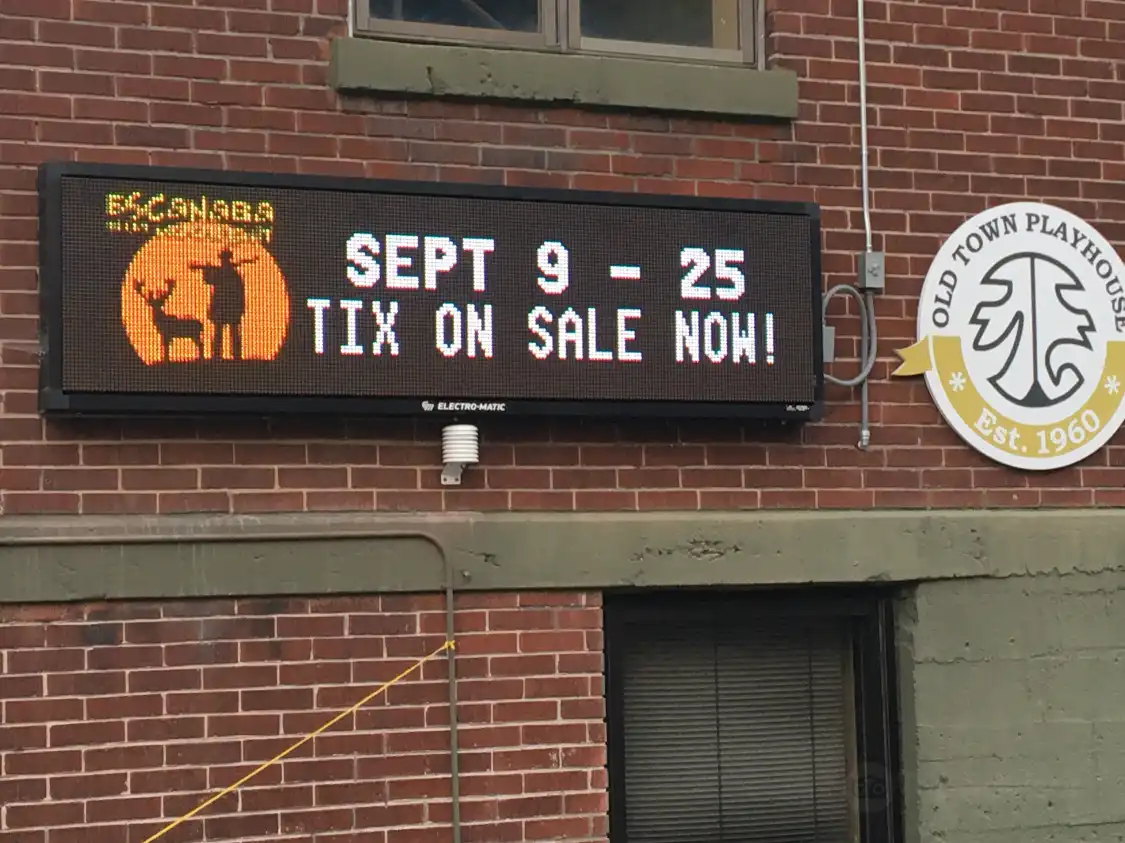 ESCANABA
SEPT 9 - 25
TIX ON SALE NOW!
ELECTRO-MATIC
OLD TOWN PLAYHOUSE
Est. 1960